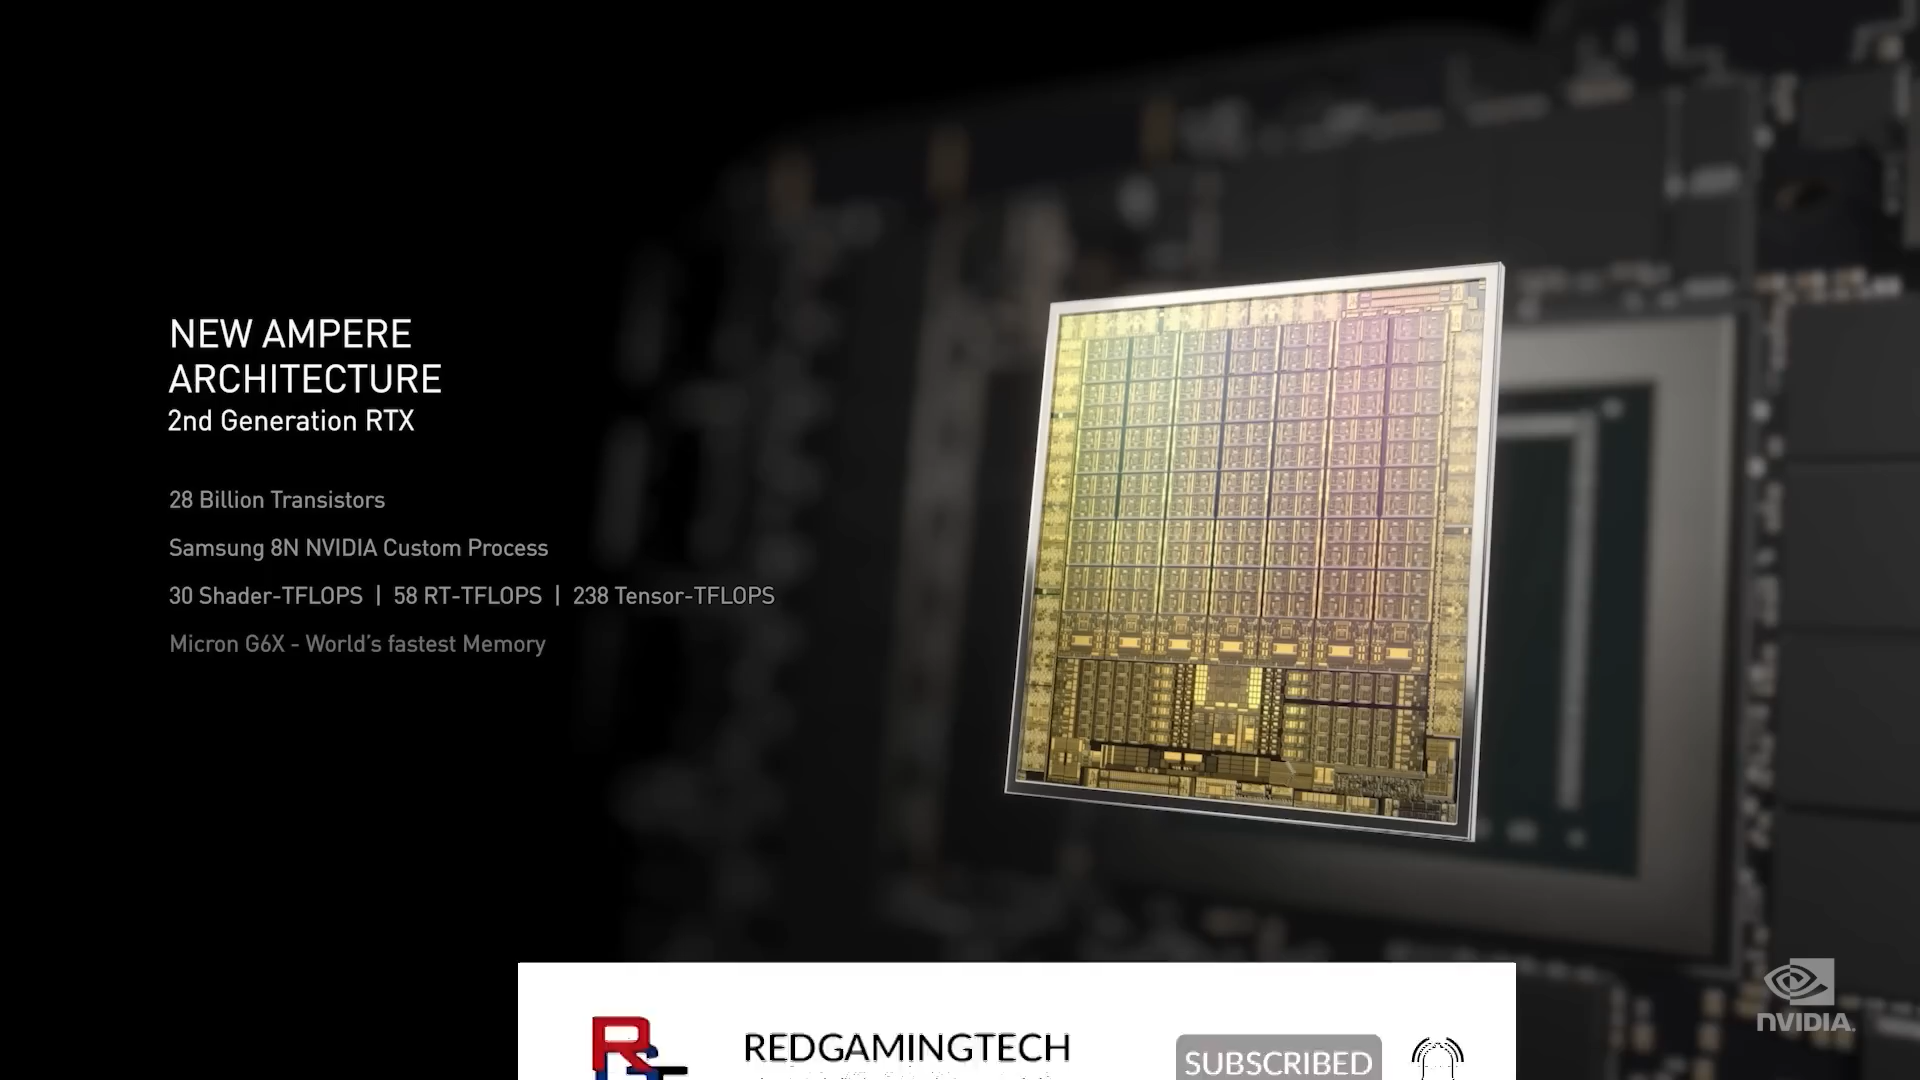 NEW AMPERE
ARCHITECTURE
2nd Generation RTX
28 Billion Transistors
Samsung 8N NVIDIA Custom Process
30 Shader-TFLOPS | 58 RT-TFLOPS | 238 Tensor-TFLOPS
Micron G6X - World's fastest Memory
NVIDIA.
REDGAMINGTECH
SUBSCRIBED